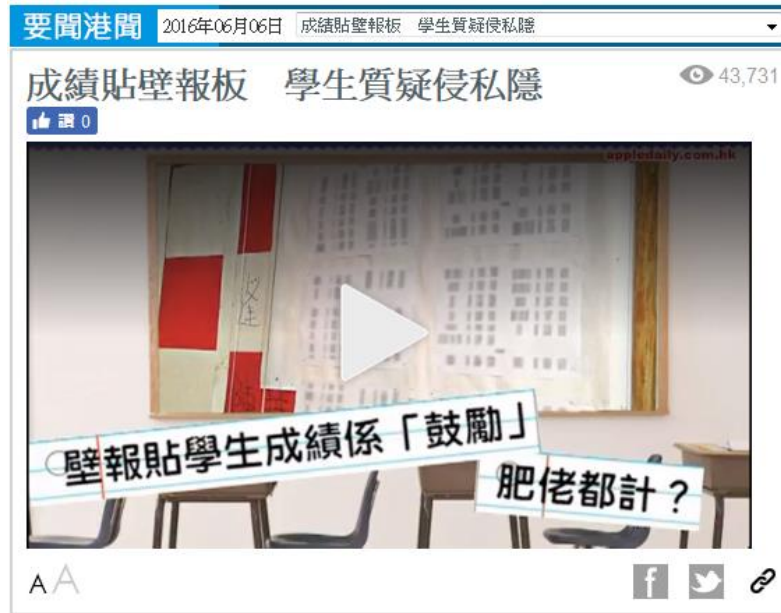 要聞港聞 2016年06月06日 成績貼壁報板 學生質疑侵私隱
成績貼壁報板 學生質疑侵私隱
43,731
讚 0
appledaily.com.hk
壁報貼學生成績係「鼓勵」
肥佬都計？
A A